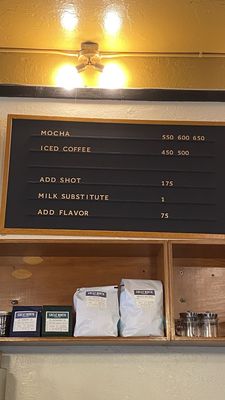 MOCHA 550 600 650
ICED COFFEE 450 500
ADD SHOT 175
MILK SUBSTITUTE 1
ADD FLAVOR 75